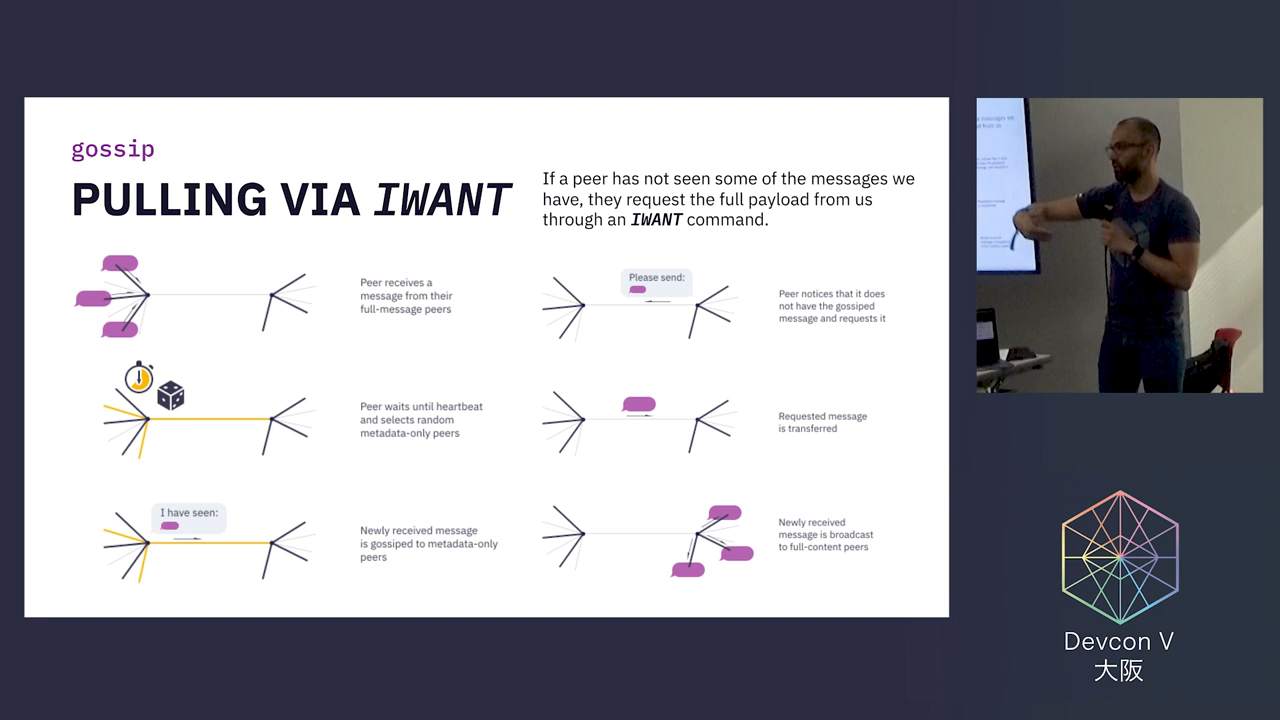 gossip
PULLING VIA IWANT
If a peer has not seen some of the messages we
have, they request the full payload from us
through an IWANT command.
Peer receives a
message from their
full-message peers
Peer waits until heartbeat
and selects random
metadata-only peers
I have seen:
Newly received message
is gossiped to metadata-only
peers
Please send:
Peer notices that it does
not have the gossiped
message and requests it
Requested message
is transferred
Newly received
message is broadcast
to full-content peers
Devcon V
大阪